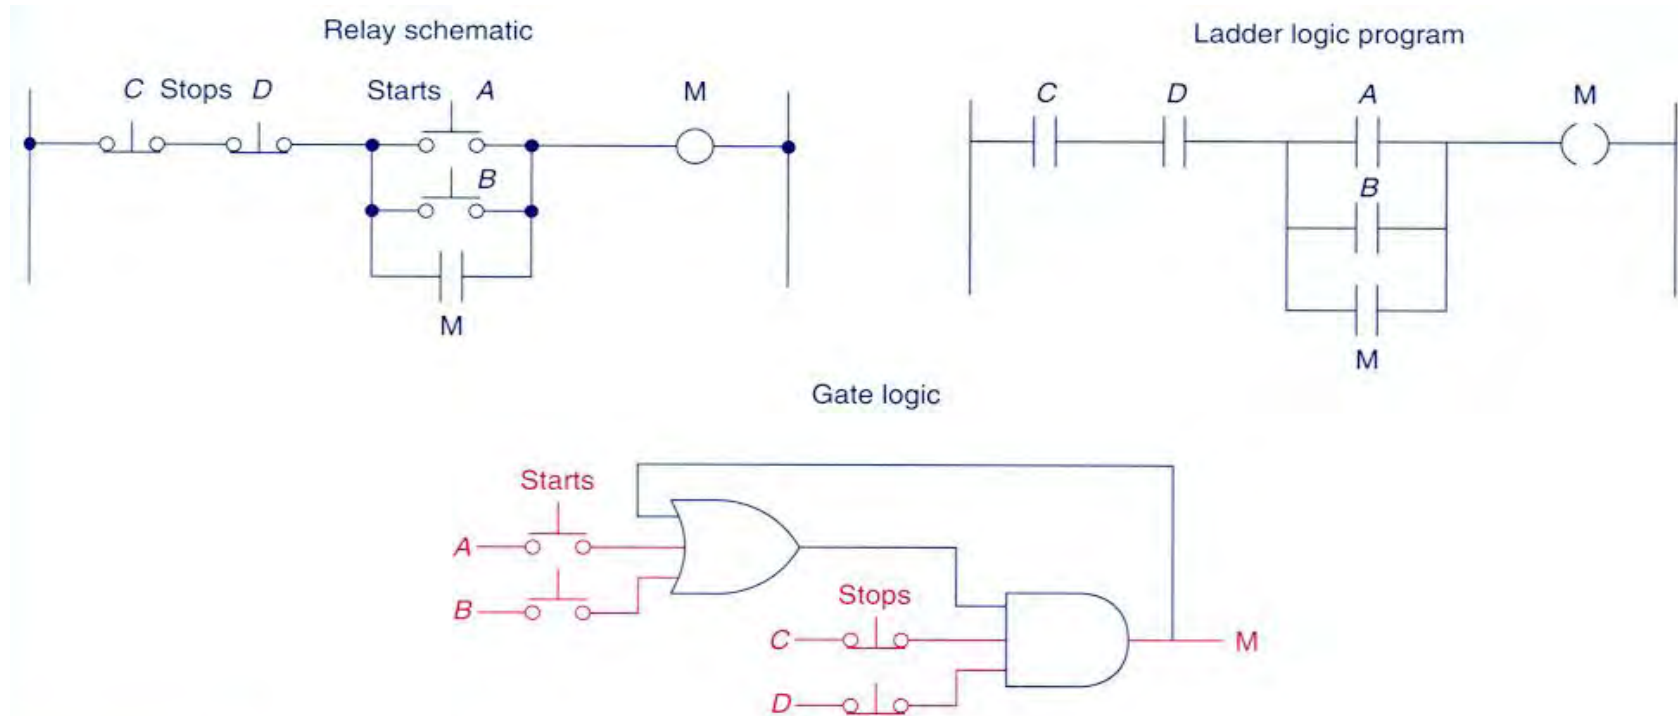 Relay schematic
C Stops D Starts A M
B
M
Ladder logic program
C D A M
B
M
Gate logic
Starts
A
B
Stops
C
M
D